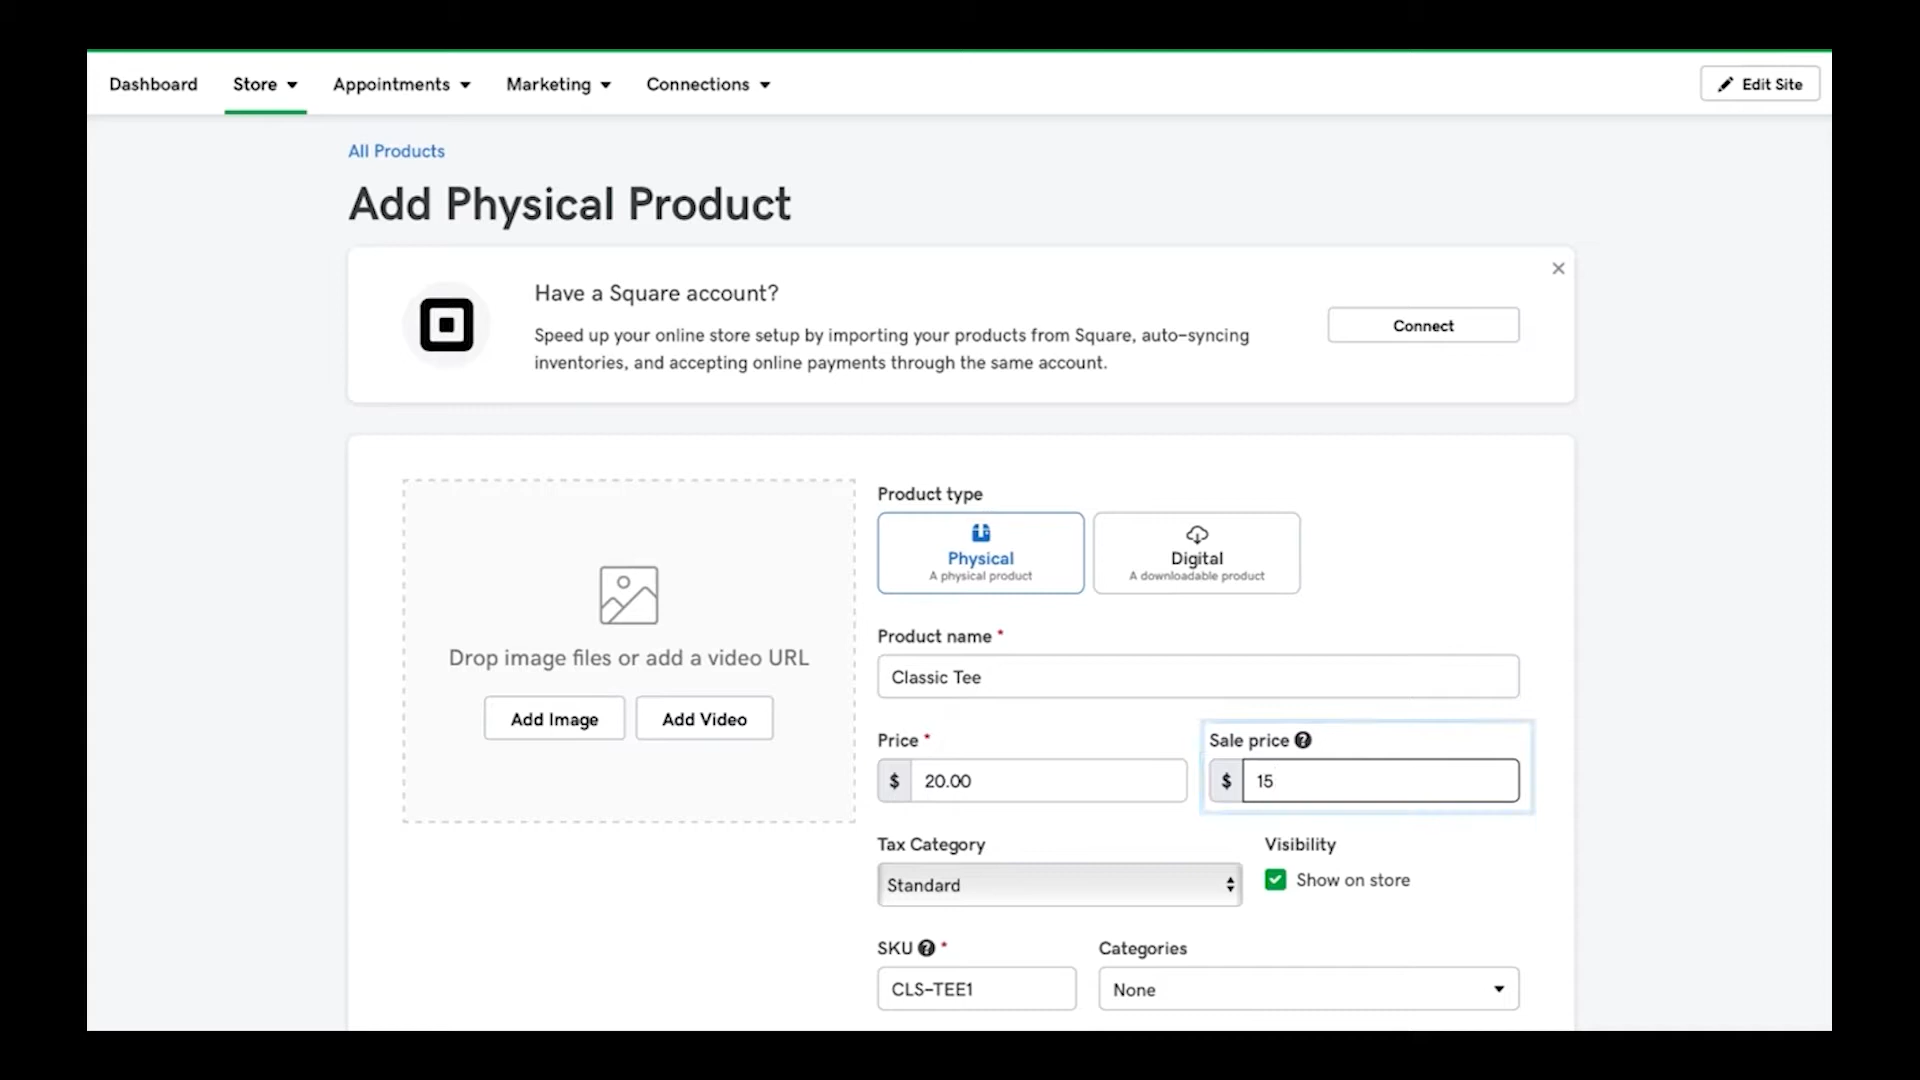 Dashboard
Store
Appointments
Marketing
Connections
Edit Site
All Products
Add Physical Product
Have a Square account?
Speed up your online store setup by importing your products from Square, auto-syncing
inventories, and accepting online payments through the same account.
Connect
Drop image files or add a video URL
Add Image
Add Video
Product type
Physical
A physical product
Digital
A downloadable product
Product name *
Classic Tee
Price *
$ 20.00
Sale price ?
$ 15
Tax Category
Standard
Visibility
Show on store
SKU ? *
CLS-TEE1
Categories
None